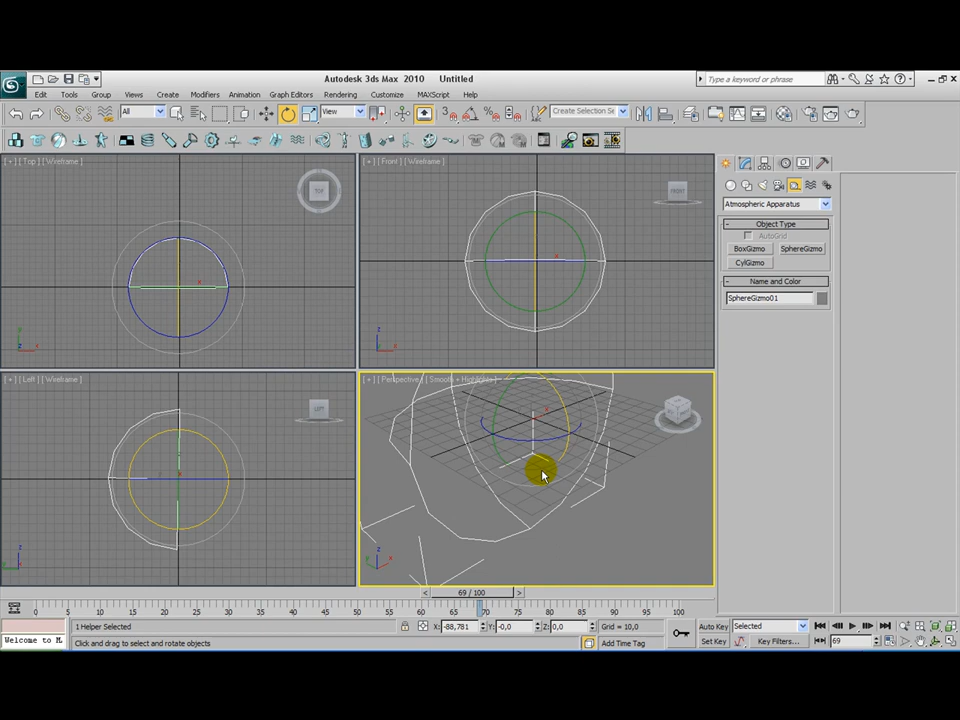 Autodesk 3ds Max 2010 Untitled
Type a keyword or phrase
Edit Tools Group Views Create Modifiers Animation Graph Editors Rendering Customize MAXScript Help
All View Create Selection Se
[ + ] [ Top ] [ Wireframe ]
TOP
[ + ] [ Front ] [ Wireframe ]
FRONT
Atmospheric Apparatus
Object Type
AutoGrid
BoxGizmo SphereGizmo
CylGizmo
Name and Color
SphereGizmo01
[ + ] [ Left ] [ Wireframe ]
LEFT
[ + ] [ Perspective ] [ Smooth + Highlights ]
< 69 / 100 >
0 5 10 15 20 25 30 35 40 45 50 55 60 65 70 75 80 85 90 95 100
1 Helper Selected X: -88,781 Y: -0,0 Z: 0,0 Grid = 10,0 Auto Key Selected
Welcome to M. Click and drag to select and rotate objects Add Time Tag Set Key Key Filters... 69